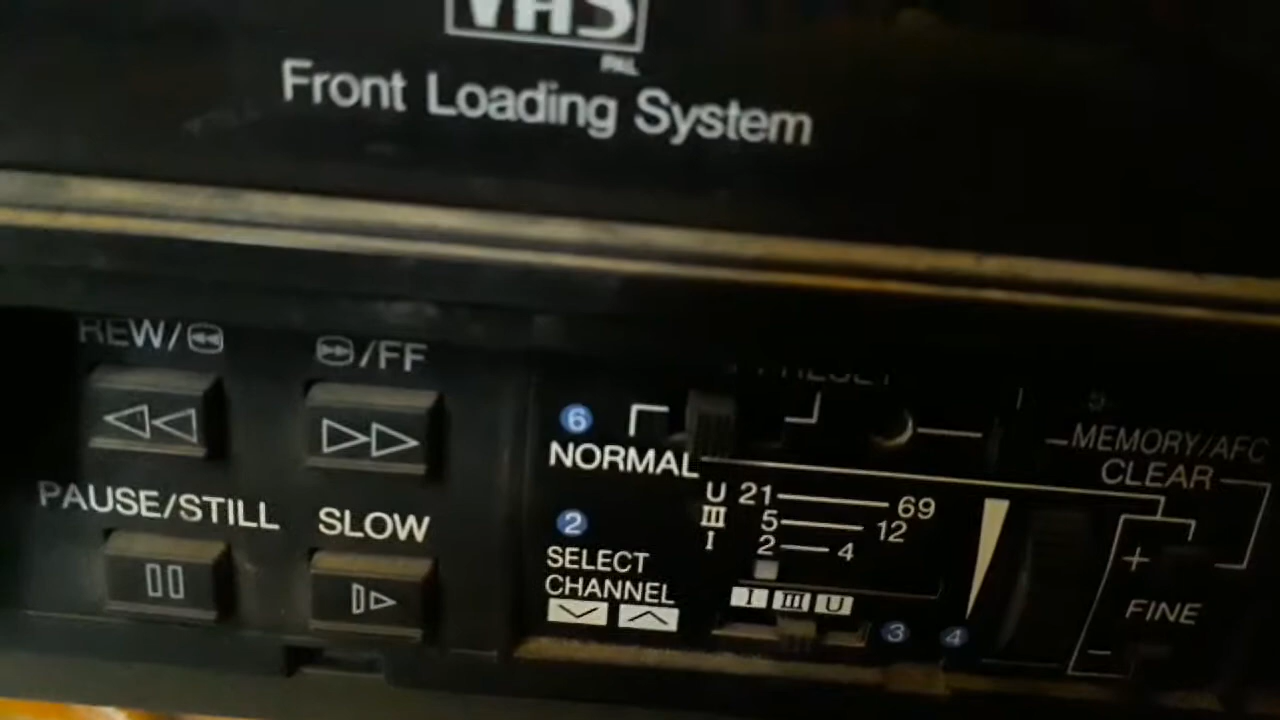 VHS
PAL
Front Loading System
REW/
/FF
PRESET
6
NORMAL
MEMORY/AFC
CLEAR
U 21 69
III 5 12
I 2 4
PAUSE/STILL
SLOW
2
SELECT
CHANNEL
I III U
3
4
+
FINE
−